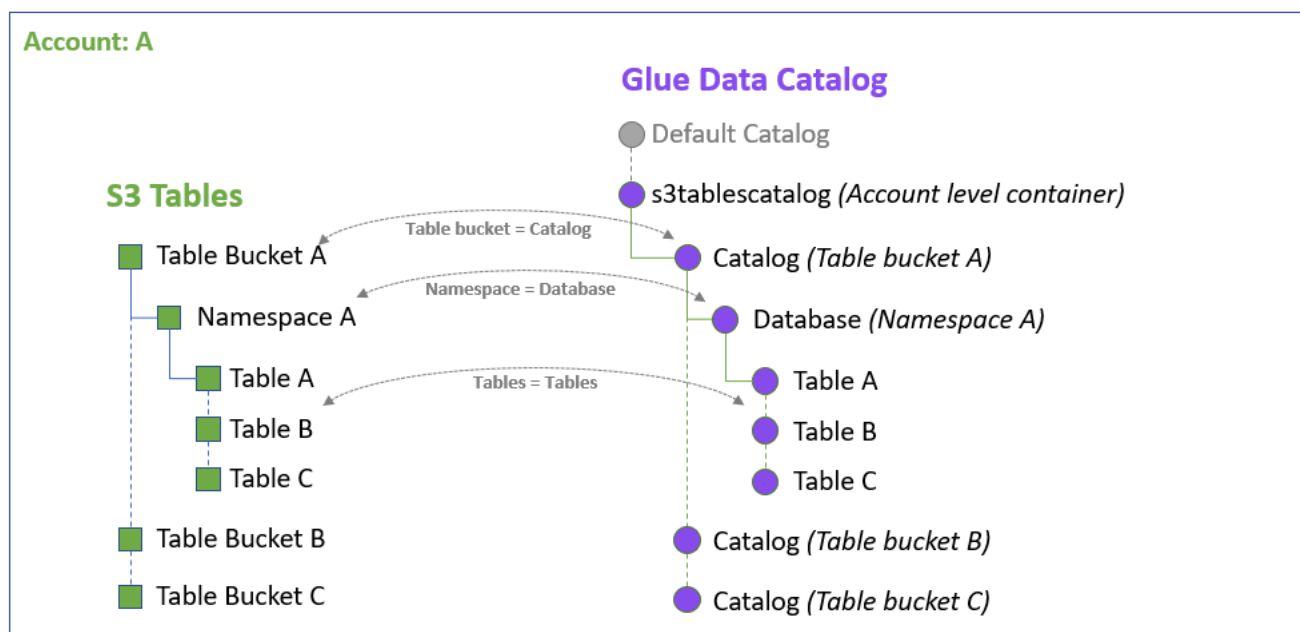 Account: A
Glue Data Catalog
Default Catalog
s3tablescatalog (Account level container)
S3 Tables
Table bucket = Catalog
Table Bucket A
Catalog (Table bucket A)
Namespace = Database
Namespace A
Database (Namespace A)
Tables = Tables
Table A
Table A
Table B
Table B
Table C
Table C
Table Bucket B
Catalog (Table bucket B)
Table Bucket C
Catalog (Table bucket C)